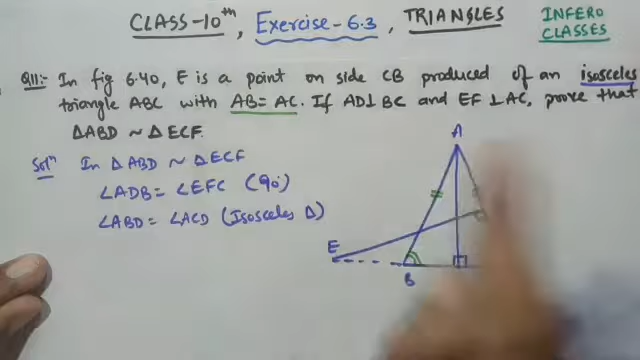 CLASS-10th, Exercise-6.3, TRIANGLES INFERO CLASSES
Q11:- In fig 6.40, E is a point on side CB produced of an isosceles
triangle ABC with AB=AC. If AD⊥BC and EF⊥AC, prove that
ΔABD ~ ΔECF.
Solⁿ In ΔABD ~ ΔECF
∠ADB = ∠EFC (90°)
∠ABD = ∠ACD (Isosceles Δ)
A
E
B